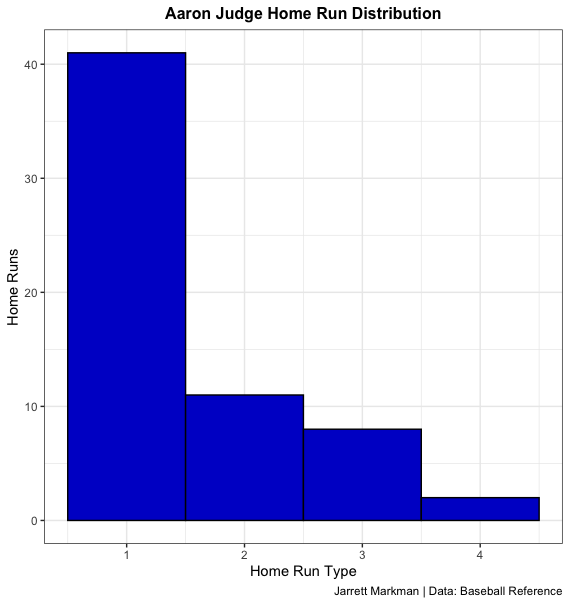 Aaron Judge Home Run Distribution
40
30
20
10
0
Home Runs
1 2 3 4
Home Run Type
Jarrett Markman | Data: Baseball Reference